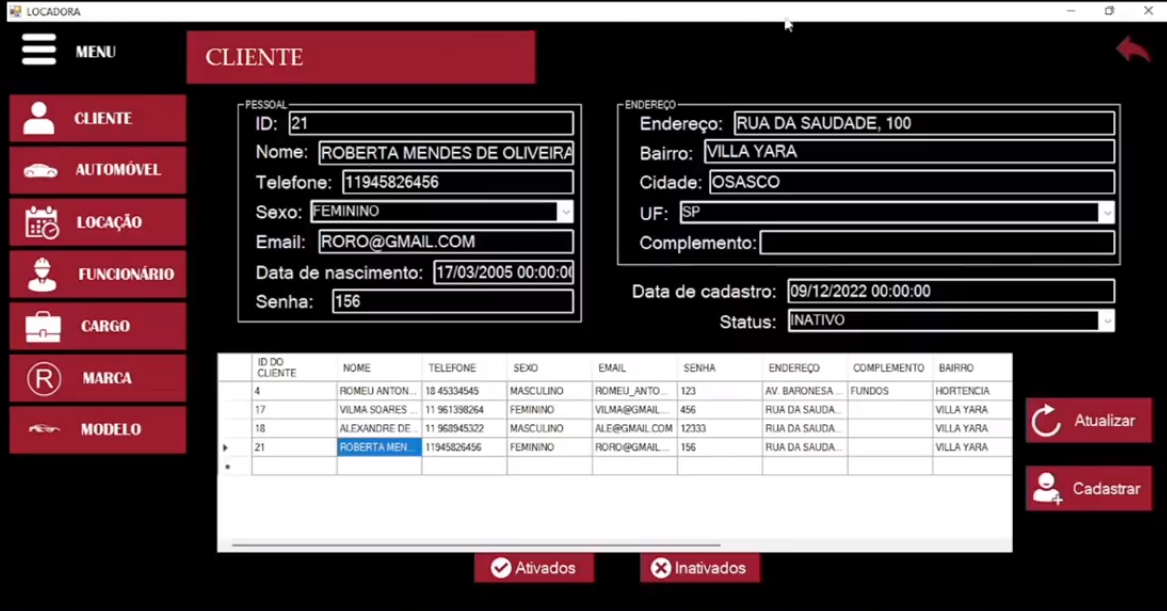 LOCADORA
MENU
CLIENTE
CLIENTE
AUTOMÓVEL
LOCAÇÃO
FUNCIONÁRIO
CARGO
R MARCA
MODELO
PESSOAL
ID: 21
Nome: ROBERTA MENDES DE OLIVEIRA
Telefone: 11945826456
Sexo: FEMININO
Email: RORO@GMAIL.COM
Data de nascimento: 17/03/2005 00:00:00
Senha: 156
ENDEREÇO
Endereço: RUA DA SAUDADE, 100
Bairro: VILLA YARA
Cidade: OSASCO
UF: SP
Complemento:
Data de cadastro: 09/12/2022 00:00:00
Status: INATIVO
ID DO CLIENTE NOME TELEFONE SEXO EMAIL SENHA ENDEREÇO COMPLEMENTO BAIRRO
4 ROMEU ANTON... 18 45334545 MASCULINO ROMEU_ANTO... 123 AV. BARONESA... FUNDOS HORTENCIA
17 VILMA SOARES... 11 961398264 FEMININO VILMA@GMAIL... 456 RUA DA SAUDA... VILLA YARA
18 ALEXANDRE DE... 11 968945322 MASCULINO ALE@GMAIL.COM 12333 RUA DA SAUDA... VILLA YARA
21 ROBERTA MEN... 11945826456 FEMININO RORO@GMAIL... 156 RUA DA SAUDA... VILLA YARA
Atualizar
Cadastrar
Ativados
Inativados